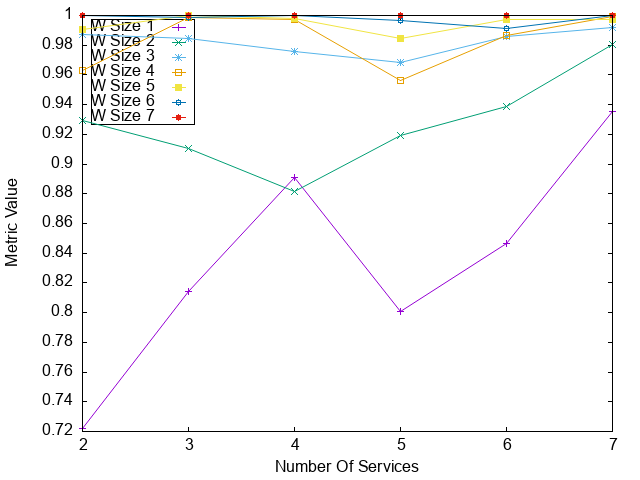 1
0.98
0.96
0.94
0.92
0.9
0.88
0.86
0.84
0.82
0.8
0.78
0.76
0.74
0.72
W Size 1
W Size 2
W Size 3
W Size 4
W Size 5
W Size 6
W Size 7
Metric Value
2 3 4 5 6 7
Number Of Services